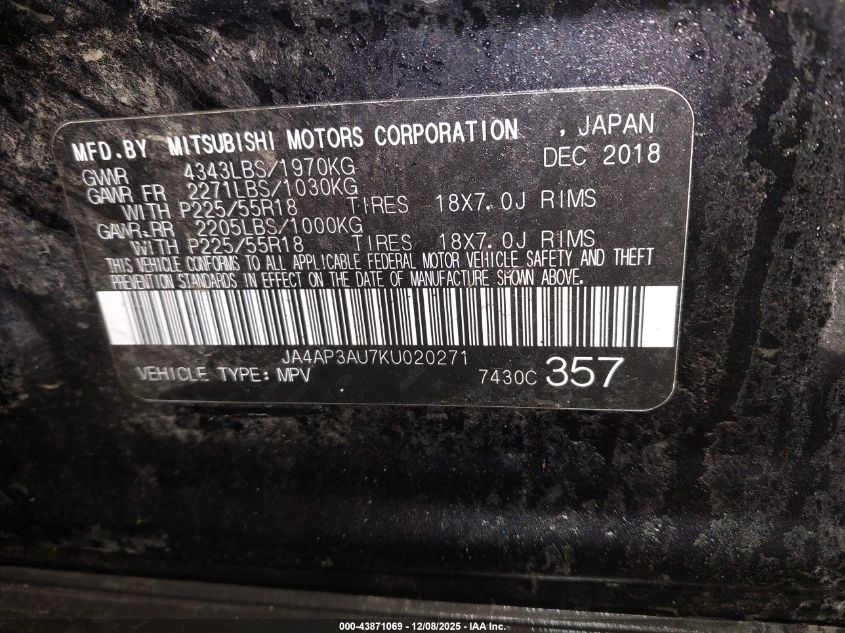 MFD.BY MITSUBISHI MOTORS CORPORATION , JAPAN
DEC 2018
GVWR 4343LBS/1970KG
GAWR FR 2271LBS/1030KG
WITH P225/55R18 TIRES 18X7.0J RIMS
GAWR RR 2205LBS/1000KG
WITH P225/55R18 TIRES 18X7.0J RIMS
THIS VEHICLE CONFORMS TO ALL APPLICABLE FEDERAL MOTOR VEHICLE SAFETY AND THEFT
PREVENTION STANDARDS IN EFFECT ON THE DATE OF MANUFACTURE SHOWN ABOVE.
JA4AP3AU7KU020271
VEHICLE TYPE: MPV 7430C 357
000-43871069 - 12/08/2025 - IAA Inc.